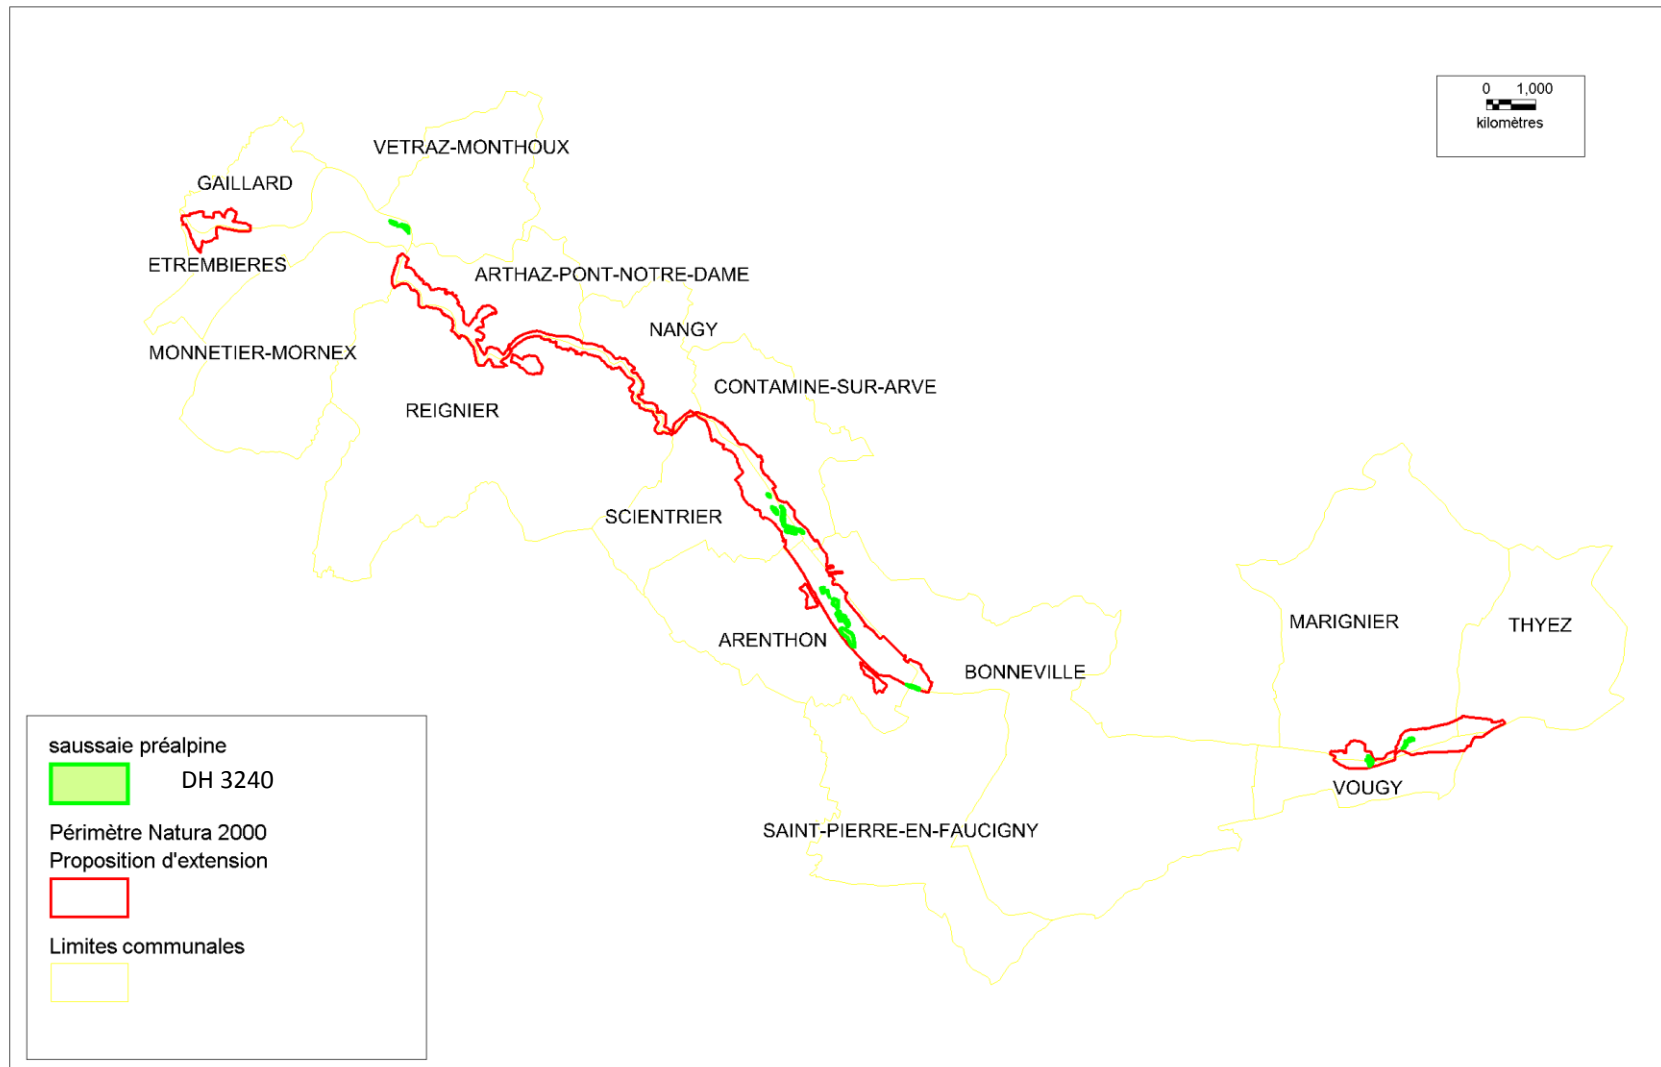 0 1,000
kilomètres
VETRAZ-MONTHOUX
GAILLARD
ETREMBIERES
ARTHAZ-PONT-NOTRE-DAME
NANGY
MONNETIER-MORNEX
CONTAMINE-SUR-ARVE
REIGNIER
SCIENTRIER
MARIGNIER
THYEZ
ARENTHON
BONNEVILLE
VOUGY
SAINT-PIERRE-EN-FAUCIGNY
saussaie préalpine
DH 3240
Périmètre Natura 2000
Proposition d'extension
Limites communales